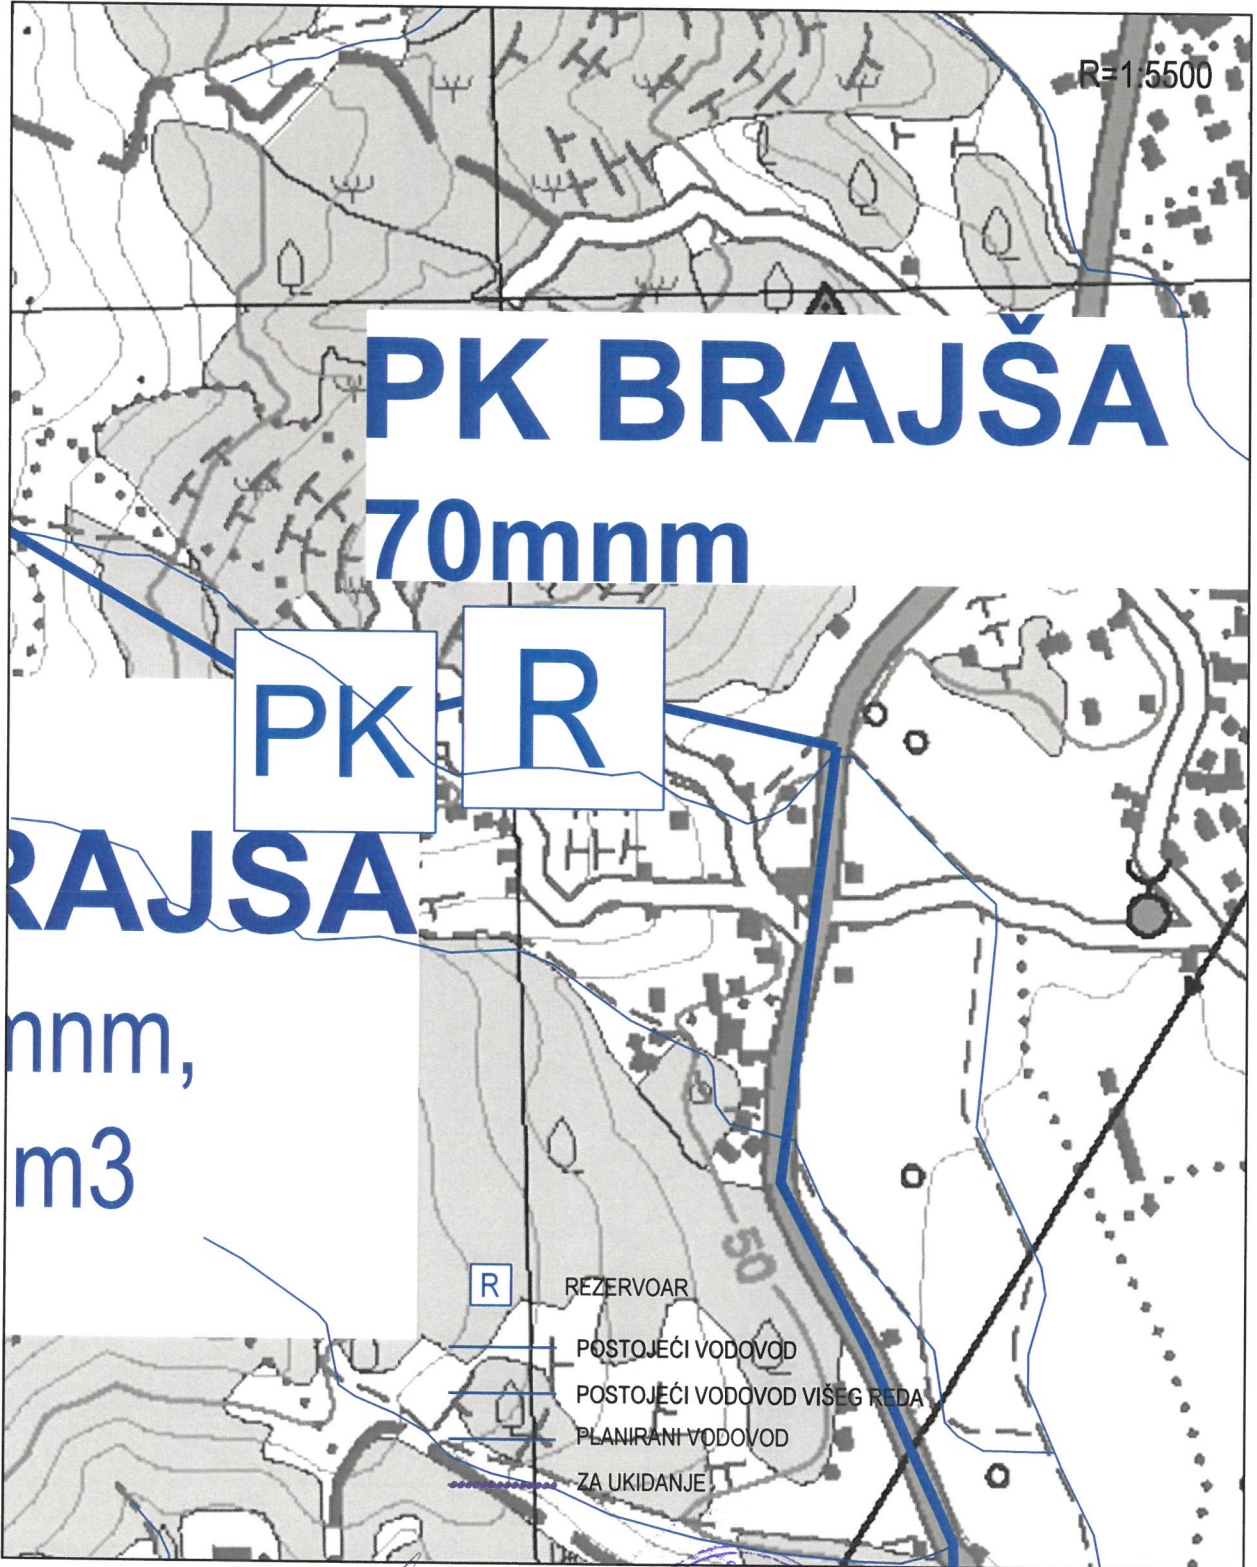 R=1:5500
PK BRAJŠA
70mnm
PK
R
RAJSA
mnm,
m3
50
R
REZERVOAR
POSTOJEĆI VODOVOD
POSTOJEĆI VODOVOD VIŠEG REDA
PLANIRANI VODOVOD
ZA UKIDANJE